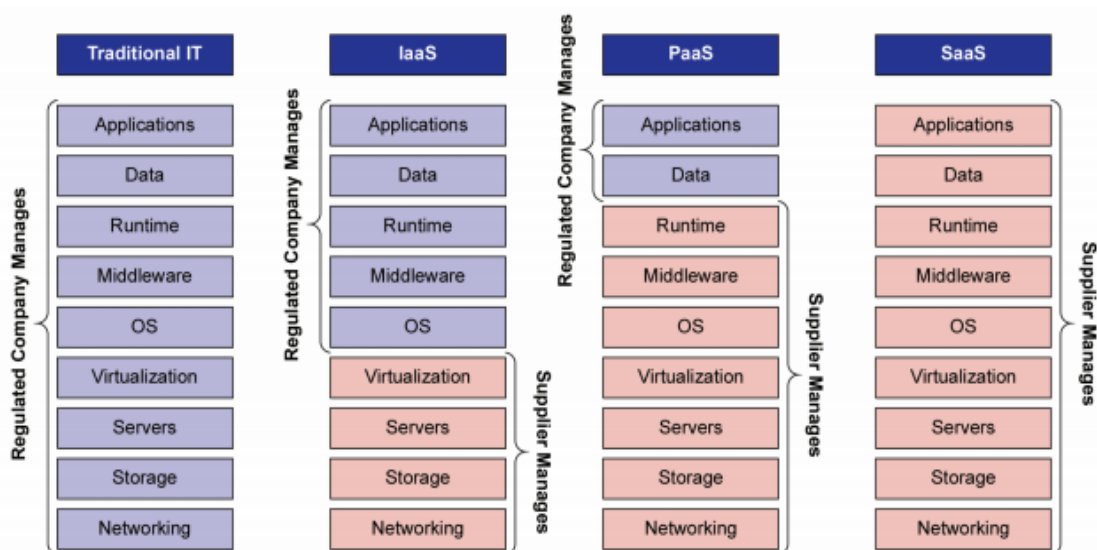 Traditional IT
Regulated Company Manages
Applications
Data
Runtime
Middleware
OS
Virtualization
Servers
Storage
Networking
IaaS
Regulated Company Manages
Applications
Data
Runtime
Middleware
OS
Virtualization
Servers
Storage
Networking
Supplier Manages
PaaS
Regulated Company Manages
Applications
Data
Runtime
Middleware
OS
Virtualization
Servers
Storage
Networking
Supplier Manages
SaaS
Applications
Data
Runtime
Middleware
OS
Virtualization
Servers
Storage
Networking
Supplier Manages